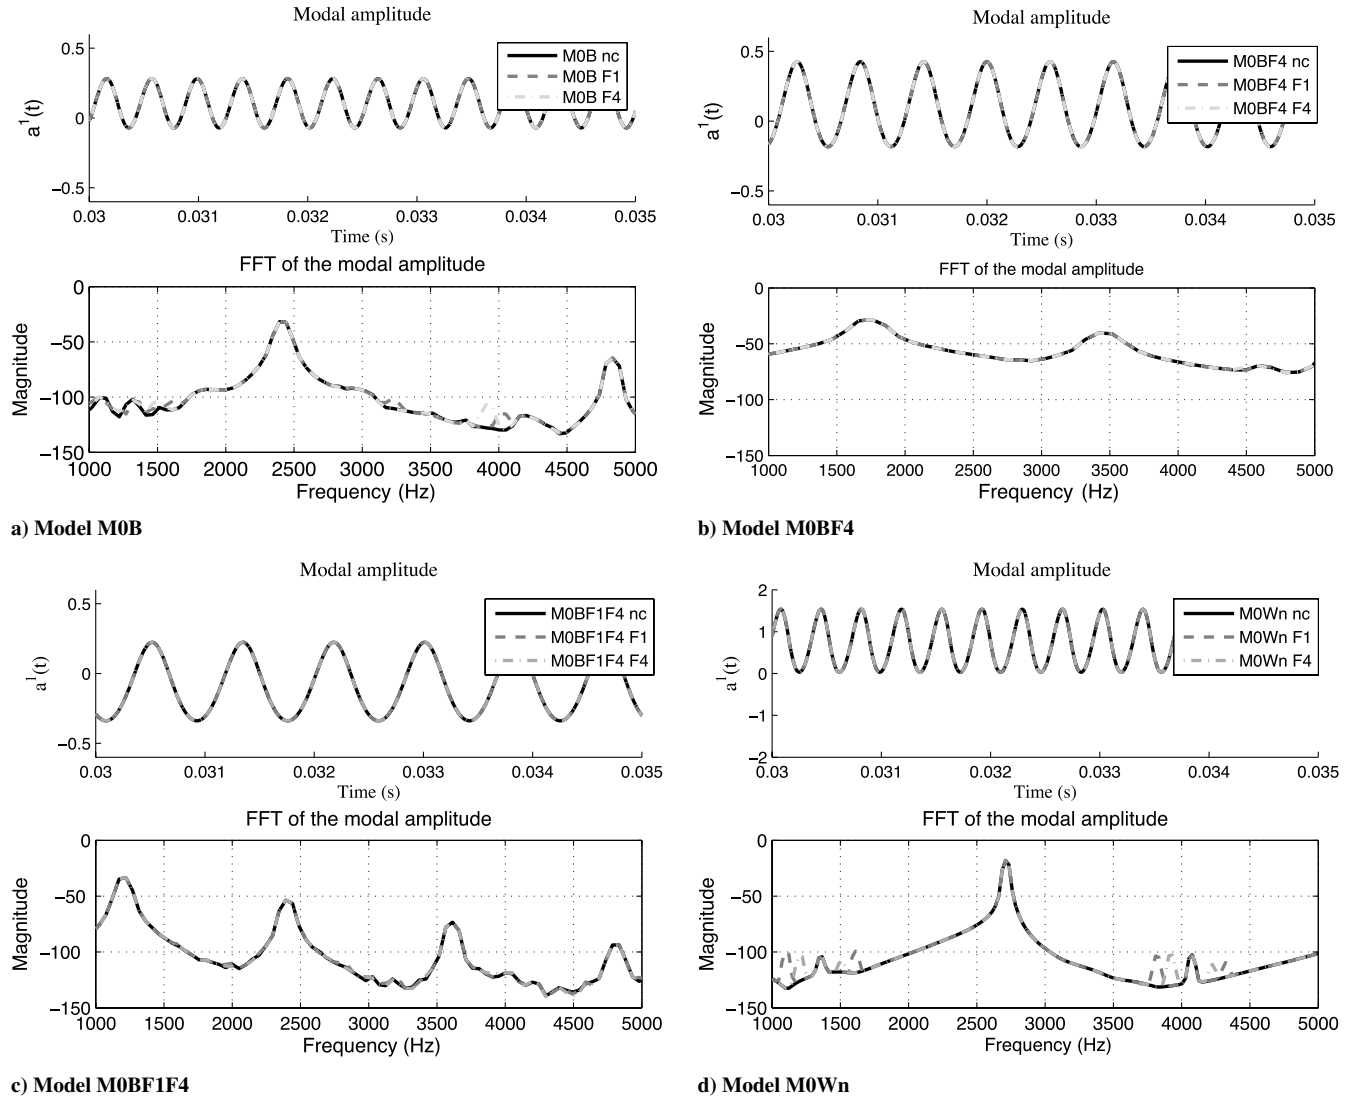 Modal amplitude
0.5
0
−0.5
a¹(t)
M0B nc
M0B F1
M0B F4
0.03 0.031 0.032 0.033 0.034 0.035
Time (s)
FFT of the modal amplitude
0
−50
−100
−150
Magnitude
1000 1500 2000 2500 3000 3500 4000 4500 5000
Frequency (Hz)
a) Model M0B
Modal amplitude
0.5
0
−0.5
a¹(t)
M0BF4 nc
M0BF4 F1
M0BF4 F4
0.03 0.031 0.032 0.033 0.034 0.035
Time (s)
FFT of the modal amplitude
0
−50
−100
−150
Magnitude
1000 1500 2000 2500 3000 3500 4000 4500 5000
Frequency (Hz)
b) Model M0BF4
Modal amplitude
0.5
0
−0.5
a¹(t)
M0BF1F4 nc
M0BF1F4 F1
M0BF1F4 F4
0.03 0.031 0.032 0.033 0.034 0.035
Time (s)
FFT of the modal amplitude
0
−50
−100
−150
Magnitude
1000 1500 2000 2500 3000 3500 4000 4500 5000
Frequency (Hz)
c) Model M0BF1F4
Modal amplitude
2
1
0
−1
−2
a¹(t)
M0Wn nc
M0Wn F1
M0Wn F4
0.03 0.031 0.032 0.033 0.034 0.035
Time (s)
FFT of the modal amplitude
0
−50
−100
−150
Magnitude
1000 1500 2000 2500 3000 3500 4000 4500 5000
Frequency (Hz)
d) Model M0Wn